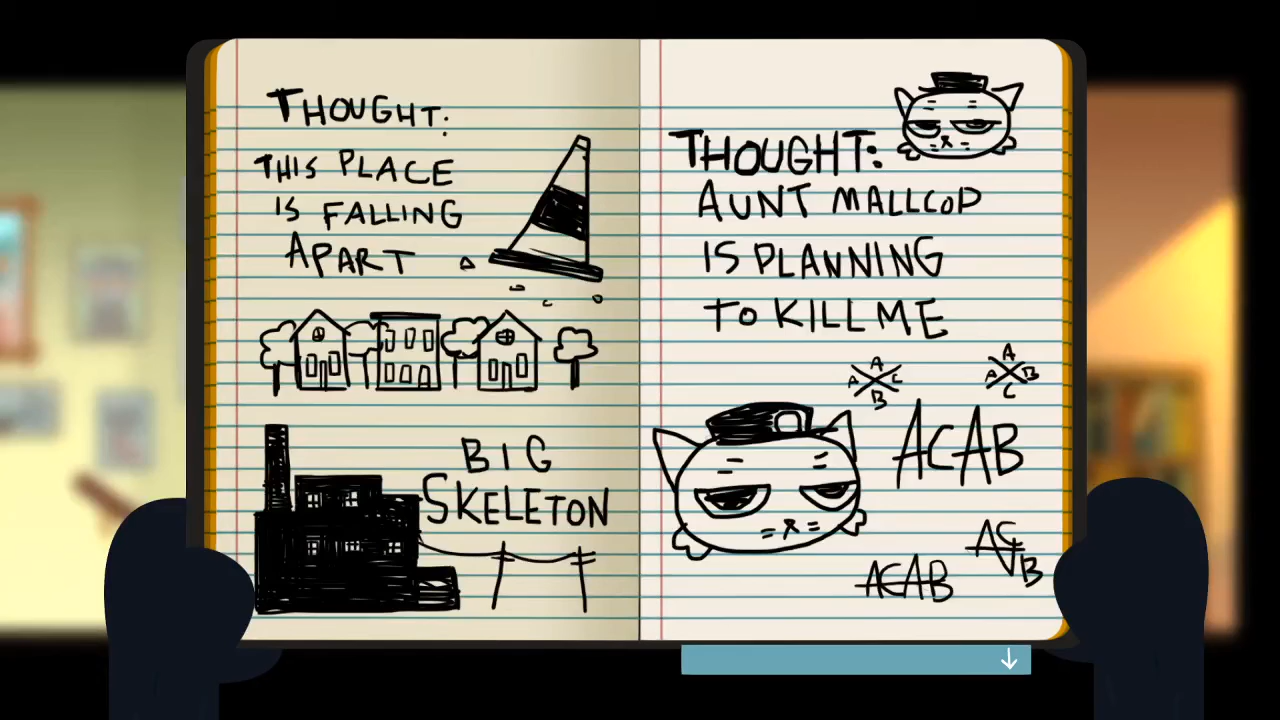 THOUGHT:
THIS PLACE
IS FALLING
APART
BIG
SKELETON
THOUGHT:
AUNT MALLCOP
IS PLANNING
TO KILL ME
A
A C
B
A
A B
C
ACAB
ACAB
ACAB